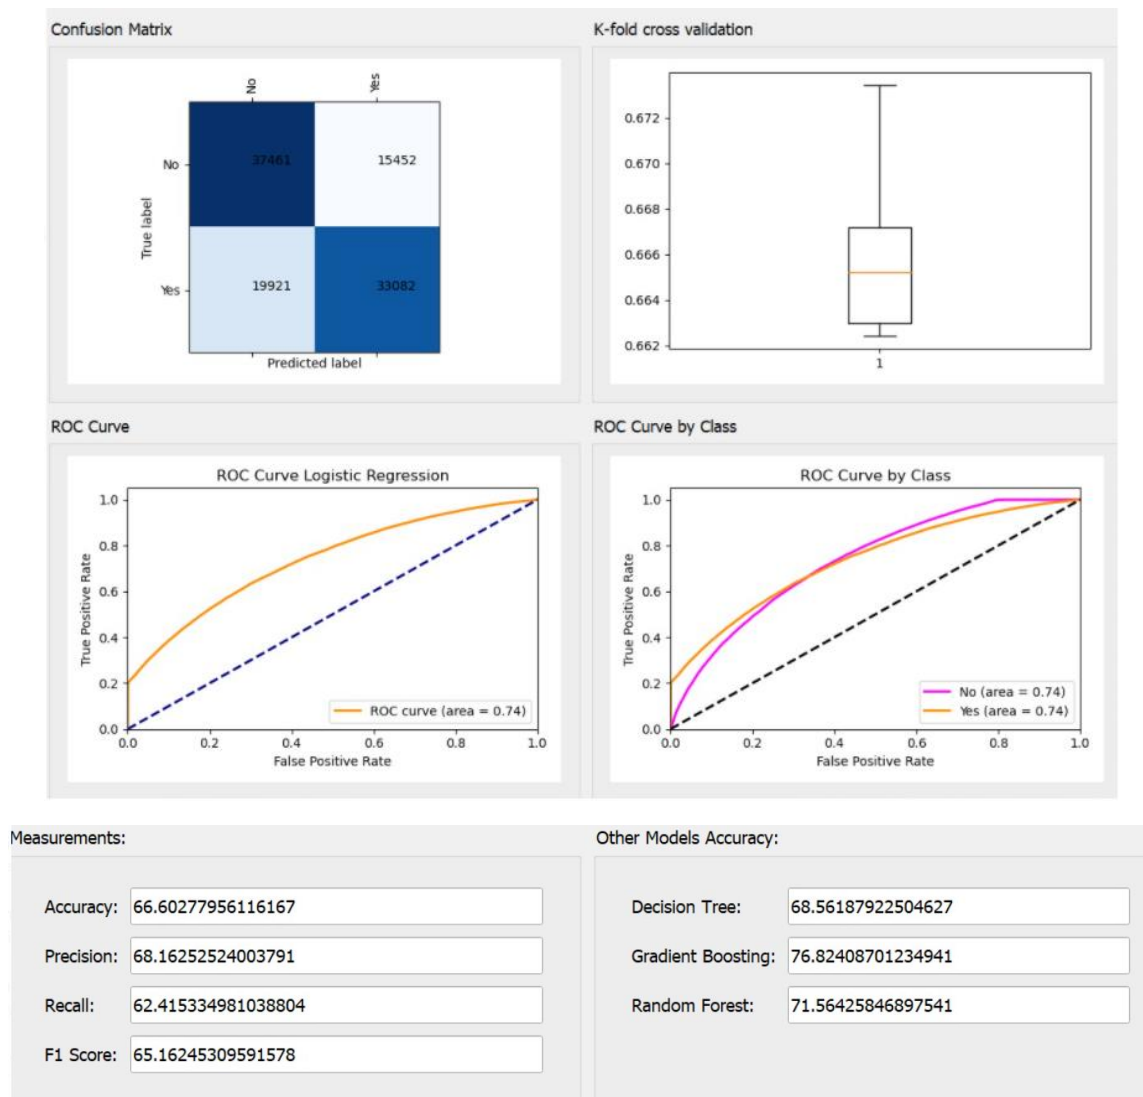 Confusion Matrix
No
Yes
No
37461
15452
Yes
19921
33082
True label
Predicted label
K-fold cross validation
0.672
0.670
0.668
0.666
0.664
0.662
1
ROC Curve
ROC Curve Logistic Regression
1.0
0.8
0.6
0.4
0.2
0.0
True Positive Rate
ROC curve (area = 0.74)
0.0 0.2 0.4 0.6 0.8 1.0
False Positive Rate
ROC Curve by Class
ROC Curve by Class
1.0
0.8
0.6
0.4
0.2
0.0
True Positive Rate
No (area = 0.74)
Yes (area = 0.74)
0.0 0.2 0.4 0.6 0.8 1.0
False Positive Rate
Measurements:
Accuracy: 66.60277956116167
Precision: 68.16252524003791
Recall: 62.415334981038804
F1 Score: 65.16245309591578
Other Models Accuracy:
Decision Tree: 68.56187922504627
Gradient Boosting: 76.82408701234941
Random Forest: 71.56425846897541